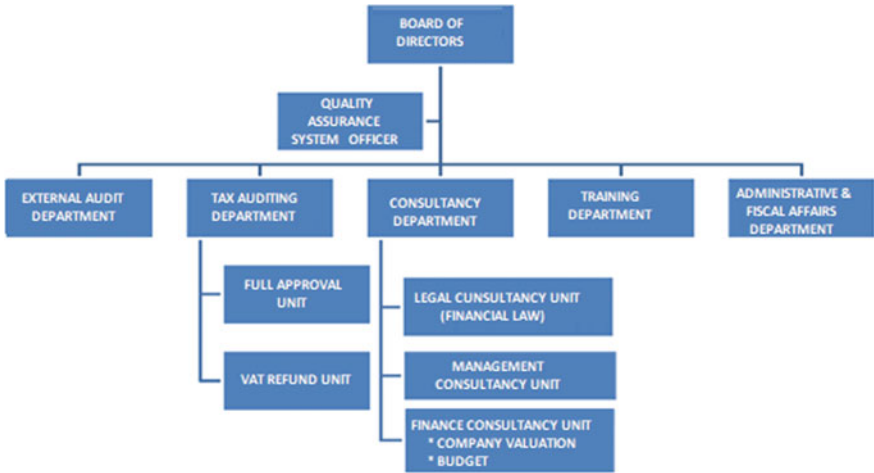 BOARD OF
DIRECTORS
QUALITY
ASSURANCE
SYSTEM OFFICER
EXTERNAL AUDIT
DEPARTMENT
TAX AUDITING
DEPARTMENT
CONSULTANCY
DEPARTMENT
TRAINING
DEPARTMENT
ADMINISTRATIVE &
FISCAL AFFAIRS
DEPARTMENT
FULL APPROVAL
UNIT
VAT REFUND UNIT
LEGAL CUNSULTANCY UNIT
(FINANCIAL LAW)
MANAGEMENT
CONSULTANCY UNIT
FINANCE CONSULTANCY UNIT
* COMPANY VALUATION
* BUDGET